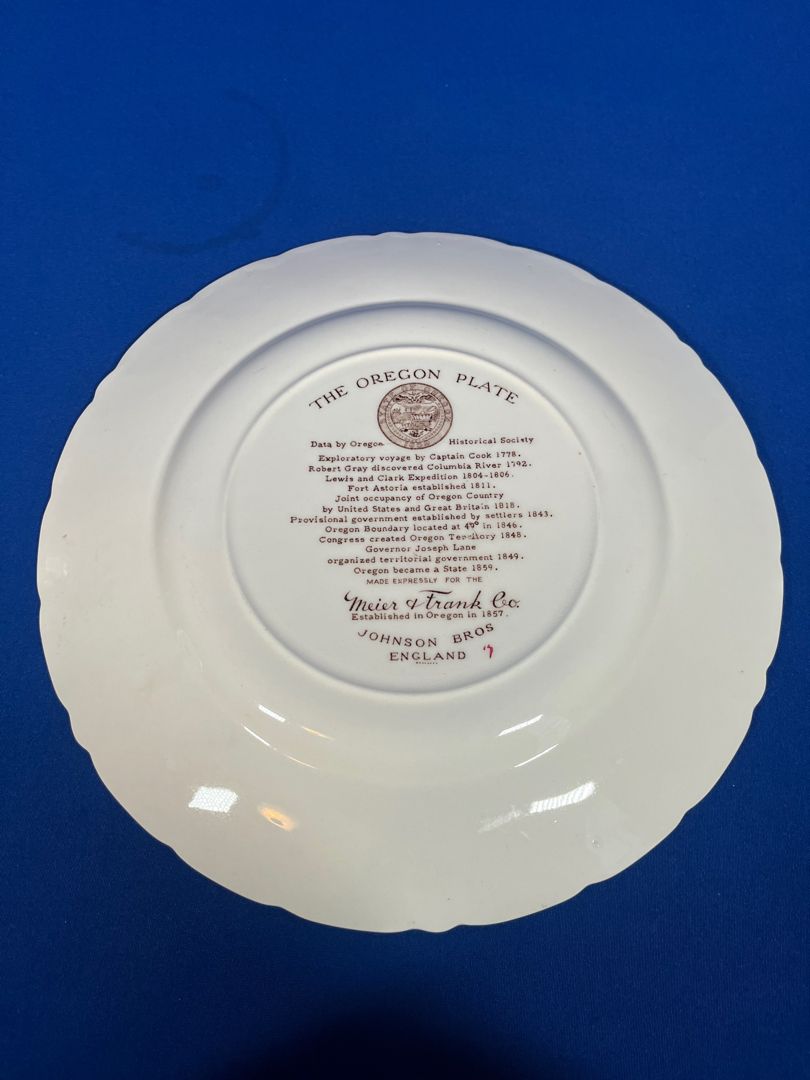 THE OREGON PLATE
Data by Oregon Historical Society
Exploratory voyage by Captain Cook 1778.
Robert Gray discovered Columbia River 1792.
Lewis and Clark Expedition 1804-1806.
Fort Astoria established 1811.
Joint occupancy of Oregon Country
by United States and Great Britain 1818.
Provisional government established by settlers 1843.
Oregon Boundary located at 49° in 1846.
Congress created Oregon Territory 1848.
Governor Joseph Lane
organized territorial government 1849.
Oregon became a State 1859.
MADE EXPRESSLY FOR THE
Meier & Frank Co.
Established in Oregon in 1857.
JOHNSON BROS
ENGLAND